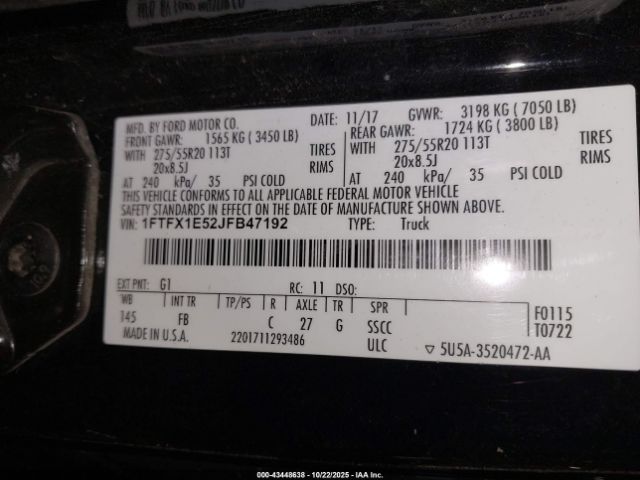 MFD. BY FORD MOTOR CO.
DATE: 11/17 GVWR: 3198 KG ( 7050 LB)
FRONT GAWR: 1565 KG ( 3450 LB) REAR GAWR: 1724 KG ( 3800 LB)
WITH 275/55R20 113T TIRES WITH 275/55R20 113T TIRES
20x8.5J RIMS 20x8.5J RIMS
AT 240 kPa/ 35 PSI COLD AT 240 kPa/ 35 PSI COLD
THIS VEHICLE CONFORMS TO ALL APPLICABLE FEDERAL MOTOR VEHICLE
SAFETY STANDARDS IN EFFECT ON THE DATE OF MANUFACTURE SHOWN ABOVE.
VIN: 1FTFX1E52JFB47192 TYPE: Truck
EXT PNT: G1 RC: 11 DSO:
WB INT TR TP/PS R AXLE TR SPR F0115
145 FB C 27 G SSCC T0722
MADE IN U.S.A. 2201711293486 ULC ▽ 5U5A-3520472-AA
000-43448638 - 10/22/2025 - IAA Inc.